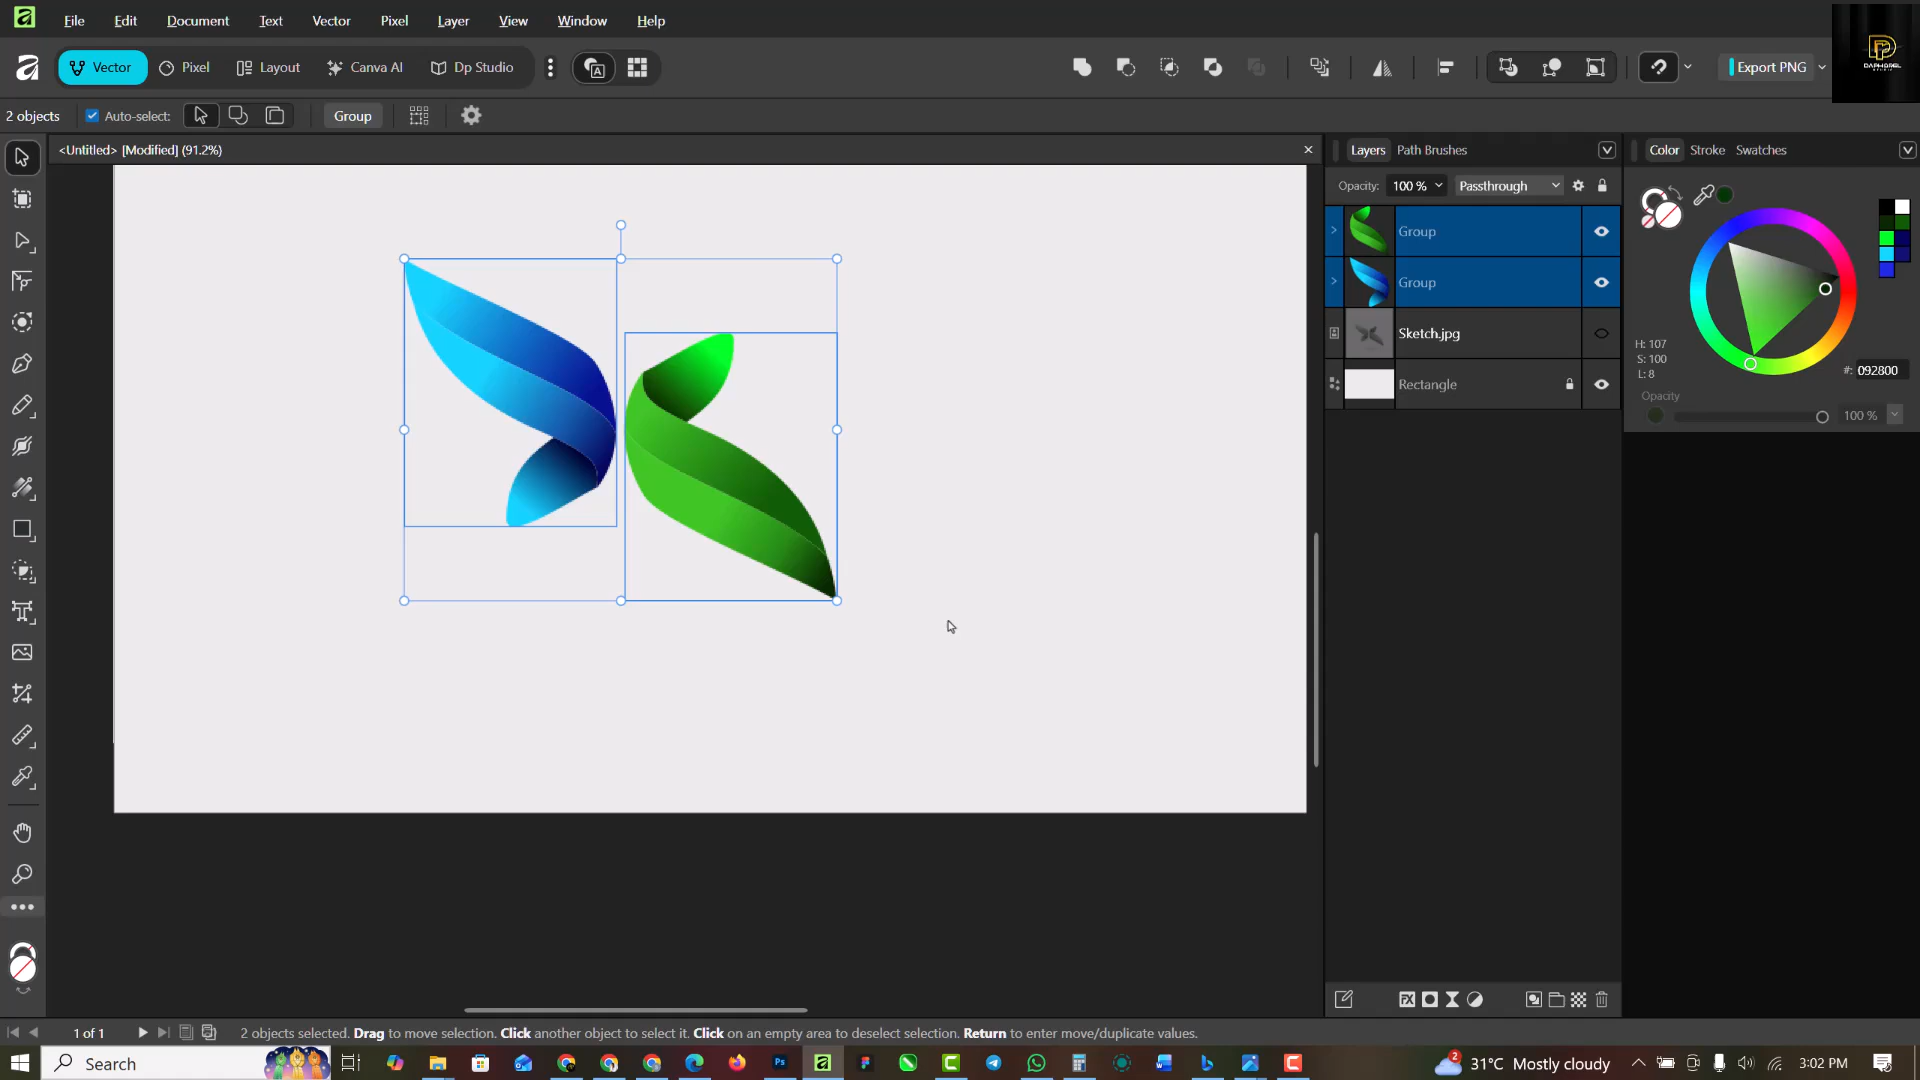 File Edit Document Text Vector Pixel Layer View Window Help
Vector Pixel Layout Canva AI Dp Studio Export PNG
2 objects Auto-select: Group
<Untitled> [Modified] (91.2%)
Layers Path Brushes
Color Stroke Swatches
Opacity: 100 % Passthrough
Group
Group
Sketch.jpg
Rectangle
H: 107
S: 100
L: 8
#: 092800
Opacity
100 %
1 of 1
2 objects selected. Drag to move selection. Click another object to select it. Click on an empty area to deselect selection. Return to enter move/duplicate values.
Search
2
31°C Mostly cloudy
3:02 PM